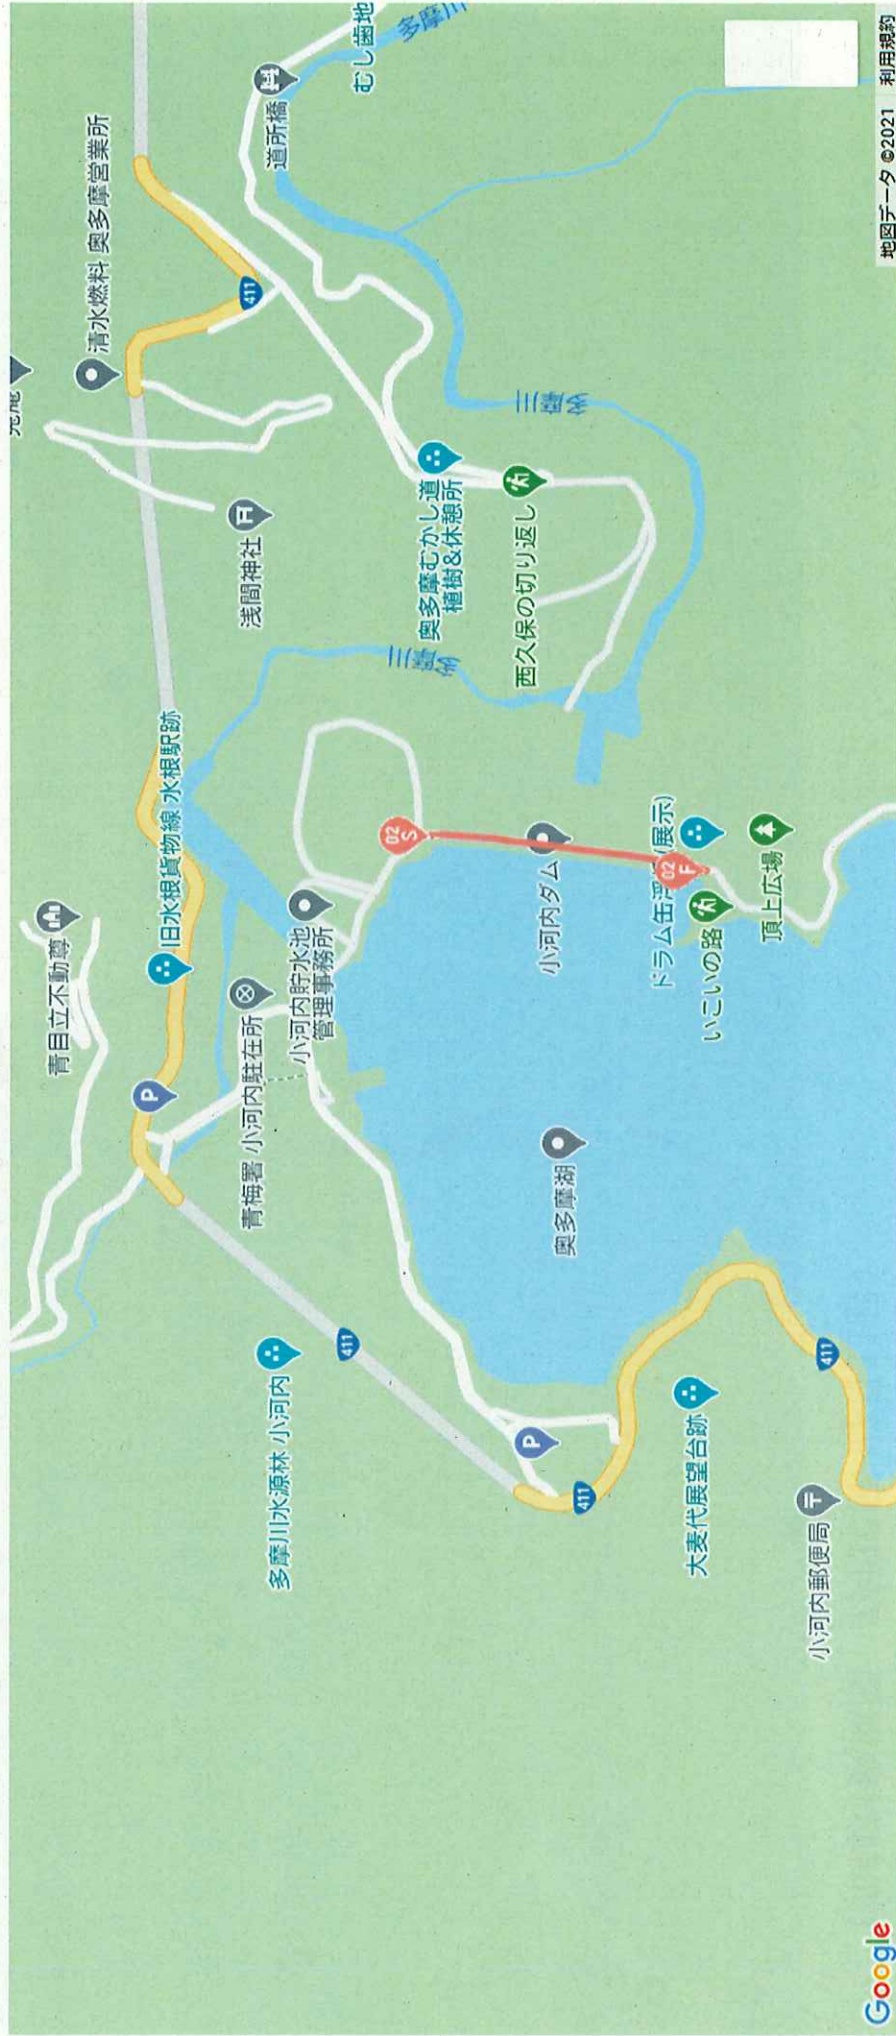 青目立不動尊
清水燃料 奥多摩営業所
P
旧水根貨物線 水根駅跡
411
青梅署 小河内駐在所
浅間神社
道所橋
多摩川水源林 小河内
小河内貯水池
管理事務所
411
むし歯地
02
S
多摩川
奥多摩むかし道
植樹&休憩所
P
西久保の切り返し
奥多摩湖
小河内ダム
411
ドラム缶浮
(展示)
02
F
大麦代展望台跡
いこいの路
頂上広場
小河内郵便局
411
Google
地図データ ©2021 利用規約